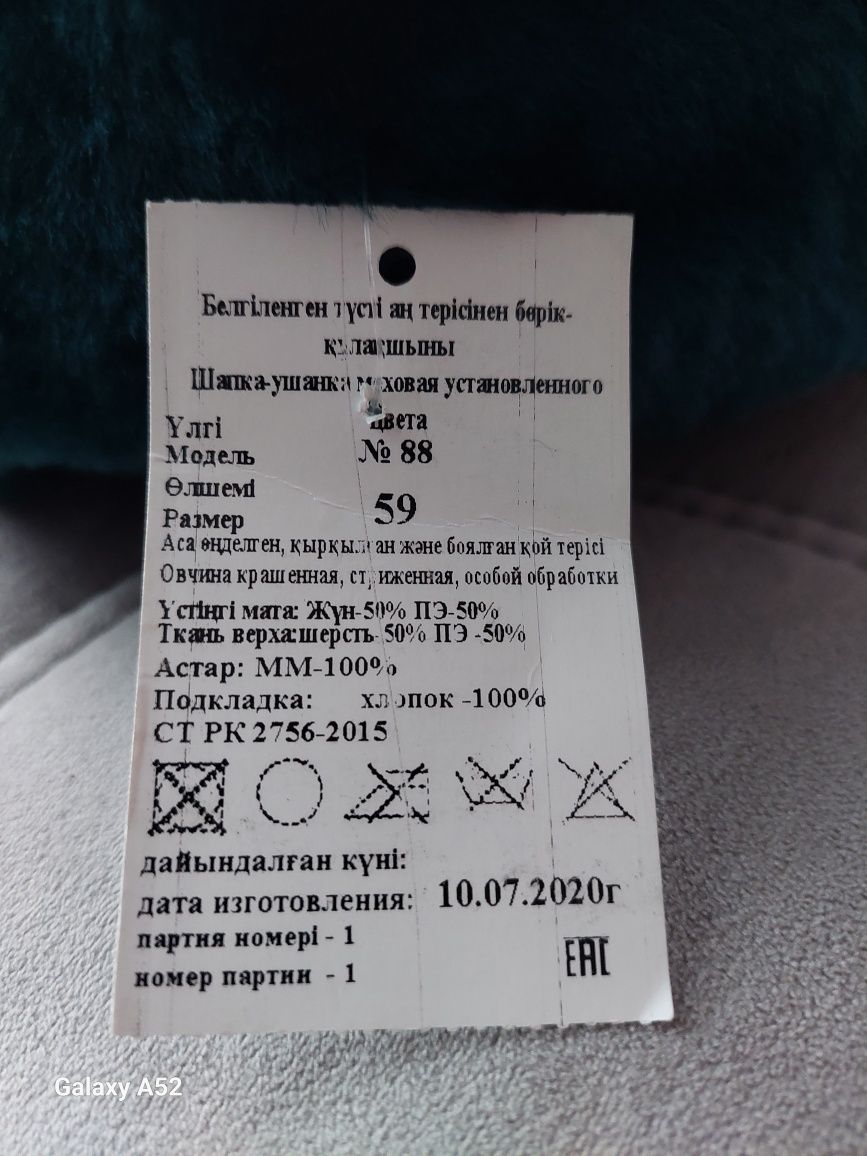 Белгіленген түсті аң терісінен бөрік-
құлақшыны
Шапка-ушанка меховая установленного
цвета
Үлгі
Модель № 88
Өлшемі
Размер 59
Аса өңделген, қырқылған және боялған қой терісі
Овчина крашенная, стриженная, особой обработки
Үстіңгі мата: Жүн-50% ПЭ-50%
Ткань верха:шерсть-50% ПЭ -50%
Астар: ММ-100%
Подкладка: хлопок -100%
СТ РК 2756-2015
дайындалған күні:
дата изготовления: 10.07.2020г
партия номері - 1
номер партии - 1
EAC
Galaxy A52